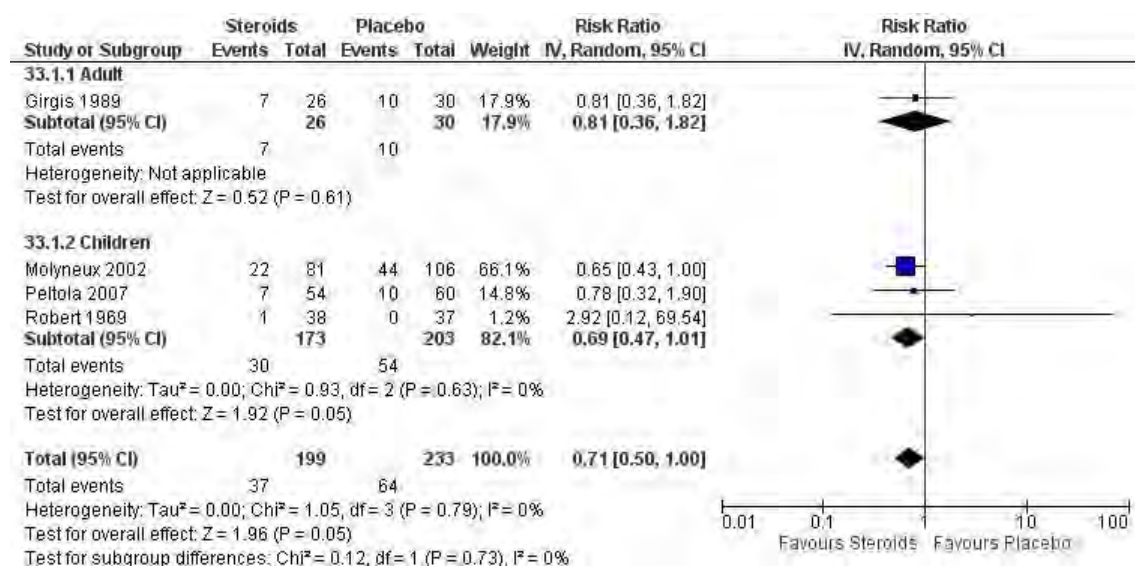 Steroids Placebo Risk Ratio Risk Ratio
Study or Subgroup Events Total Events Total Weight IV, Random, 95% CI IV, Random, 95% CI
33.1.1 Adult
Girgis 1989 7 26 10 30 17.9% 0.81 [0.36, 1.82]
Subtotal (95% CI) 26 30 17.9% 0.81 [0.36, 1.82]
Total events 7 10
Heterogeneity: Not applicable
Test for overall effect: Z = 0.52 (P = 0.61)
33.1.2 Children
Molyneux 2002 22 81 44 106 66.1% 0.65 [0.43, 1.00]
Peltola 2007 7 54 10 60 14.8% 0.78 [0.32, 1.90]
Robert 1969 1 38 0 37 1.2% 2.92 [0.12, 69.54]
Subtotal (95% CI) 173 203 82.1% 0.69 [0.47, 1.01]
Total events 30 54
Heterogeneity: Tau² = 0.00; Chi² = 0.93, df = 2 (P = 0.63); I² = 0%
Test for overall effect: Z = 1.92 (P = 0.05)
Total (95% CI) 199 233 100.0% 0.71 [0.50, 1.00]
Total events 37 64
Heterogeneity: Tau² = 0.00; Chi² = 1.05, df = 3 (P = 0.79); I² = 0%
Test for overall effect: Z = 1.96 (P = 0.05)
Test for subgroup differences: Chi² = 0.12, df = 1 (P = 0.73), I² = 0%
0.01 0.1 1 10 100
Favours Steroids Favours Placebo